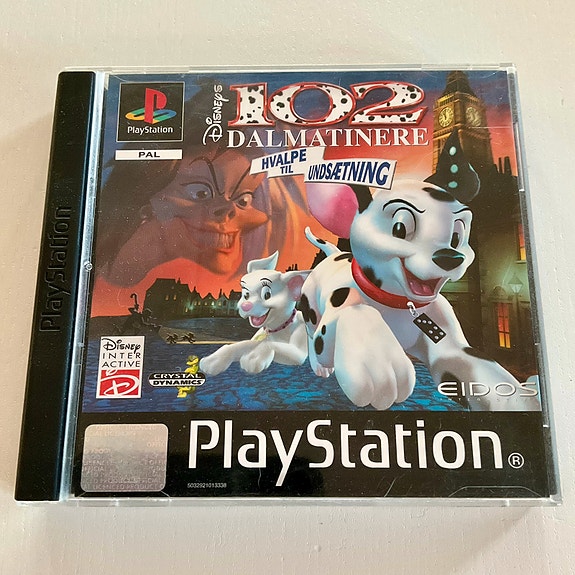 PlayStation
PlayStation
PAL
DISNEY'S
102
DALMATINERE
HVALPE
TIL
UNDSÆTNING
Disney
INTER
ACTIVE
CRYSTAL
DYNAMICS
EIDOS
PlayStation®
5032921013338